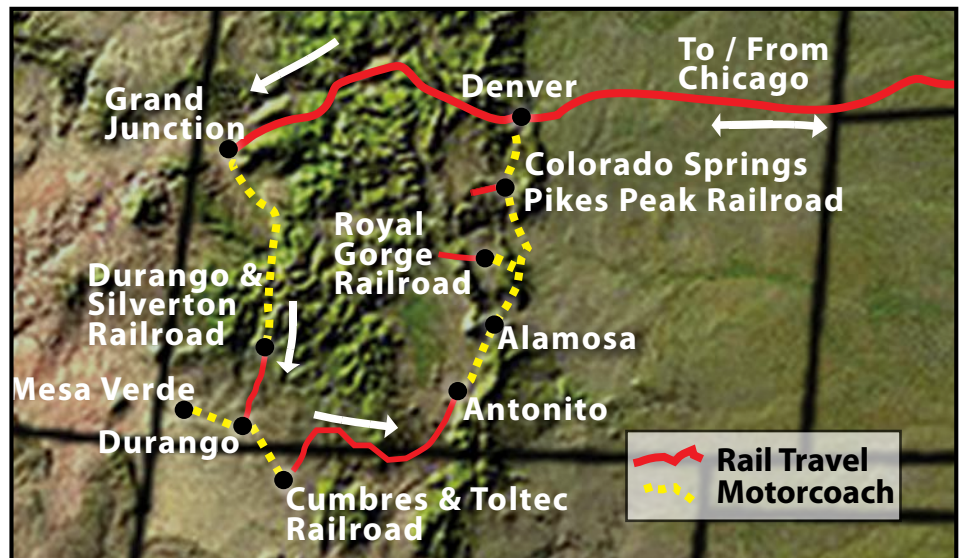 To / From
Chicago
Denver
Grand
Junction
Colorado Springs
Pikes Peak Railroad
Royal
Gorge
Railroad
Durango &
Silverton
Railroad
Alamosa
Mesa Verde
Antonito
Durango
Cumbres & Toltec
Railroad
Rail Travel
Motorcoach